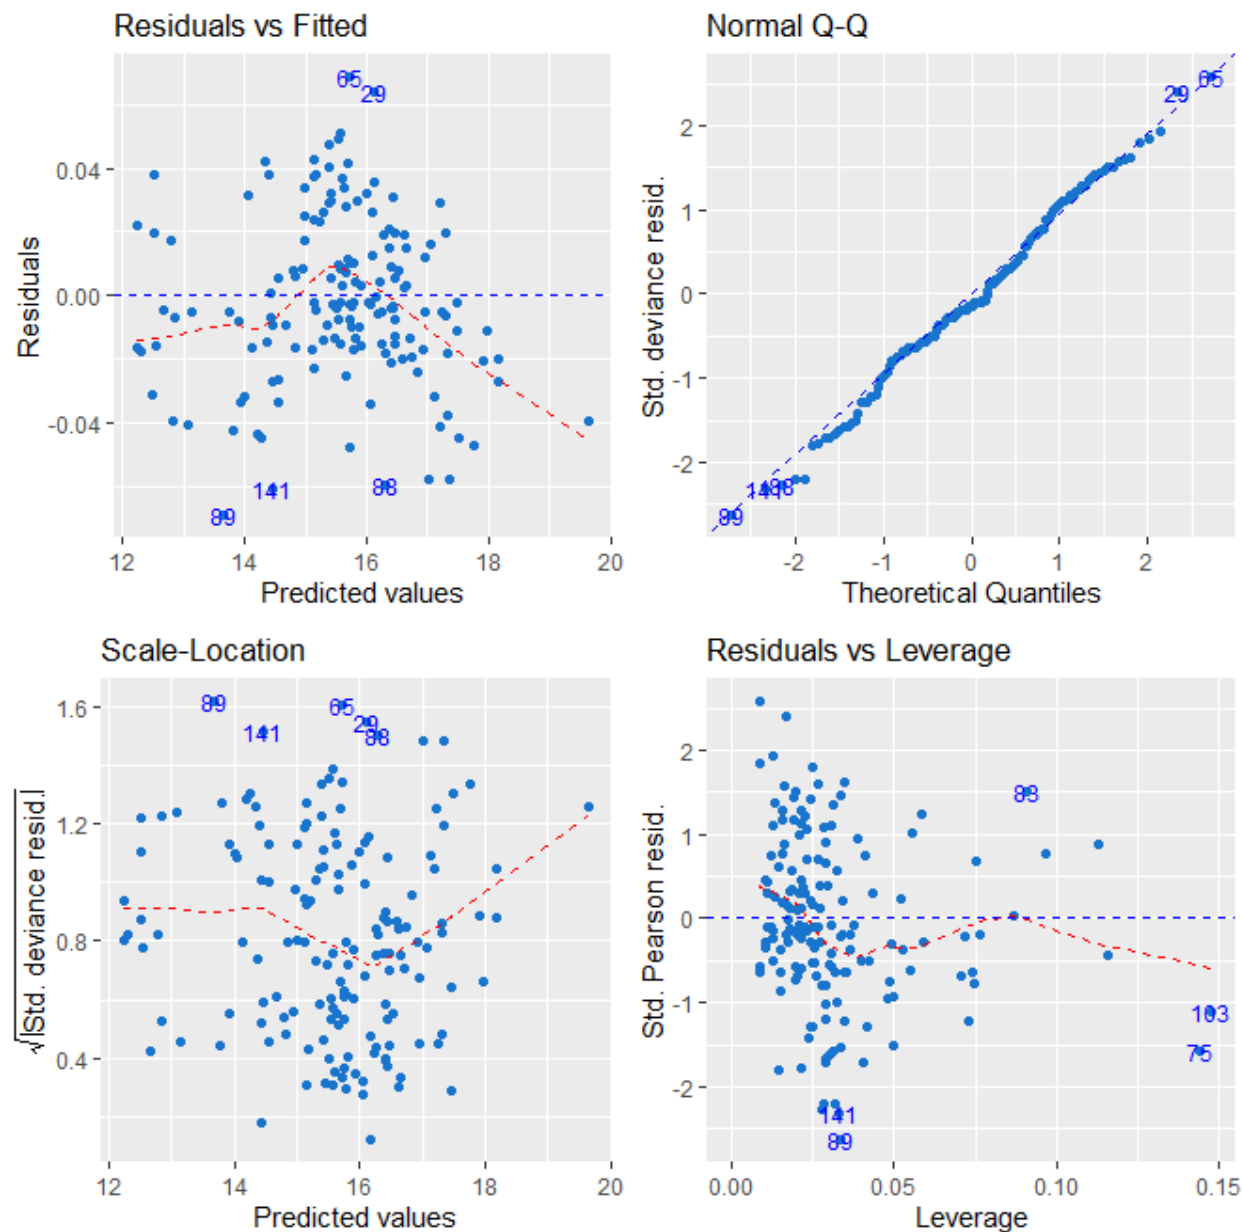 Residuals vs Fitted
Residuals
0.04
0.00
-0.04
65
29
141
88
89
12 14 16 18 20
Predicted values
Normal Q-Q
Std. deviance resid.
2
1
0
-1
-2
29 65
141 88
89
-2 -1 0 1 2
Theoretical Quantiles
Scale-Location
√|Std. deviance resid.|
1.6
1.2
0.8
0.4
89
65
29
141
88
12 14 16 18 20
Predicted values
Residuals vs Leverage
Std. Pearson resid.
2
1
0
-1
-2
83
103
75
141
89
0.00 0.05 0.10 0.15
Leverage